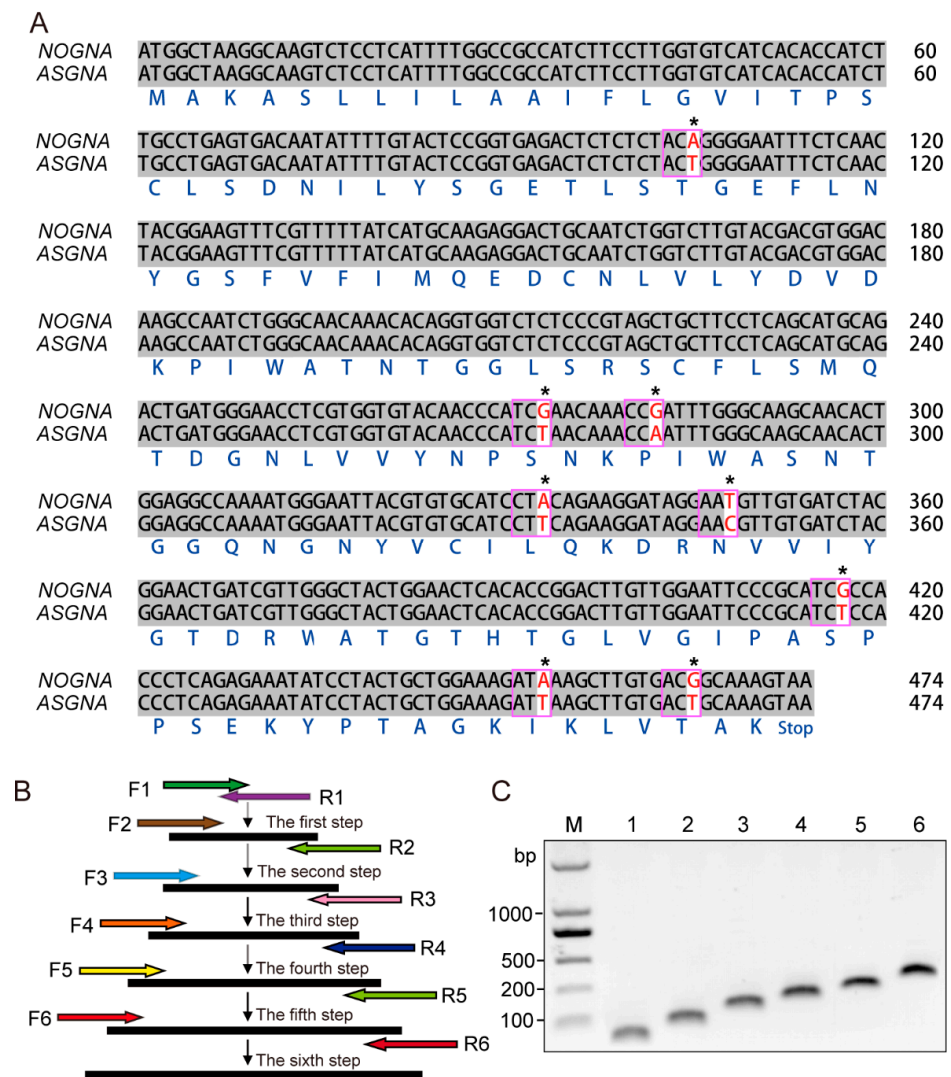 A
NOGNA ATGGCTAAGGCAAGTCTCCTCATTTTGGCCGCCATCTTCCTTGGTGTCATCACACCATCT 60
ASGNA ATGGCTAAGGCAAGTCTCCTCATTTTGGCCGCCATCTTCCTTGGTGTCATCACACCATCT 60
M A K A S L L I L A A I F L G V I T P S
*
NOGNA TGCCTGAGTGACAATATTTTGTACTCCGGTGAGACTCTCTCTACAGGGGAATTTCTCAAC 120
ASGNA TGCCTGAGTGACAATATTTTGTACTCCGGTGAGACTCTCTCTACTGGGGAATTTCTCAAC 120
C L S D N I L Y S G E T L S T G E F L N
NOGNA TACGGAAGTTTCGTTTTTATCATGCAAGAGGACTGCAATCTGGTCTTGTACGACGTGGAC 180
ASGNA TACGGAAGTTTCGTTTTTATCATGCAAGAGGACTGCAATCTGGTCTTGTACGACGTGGAC 180
Y G S F V F I M Q E D C N L V L Y D V D
NOGNA AAGCCAATCTGGGCAACAAACACAGGTGGTCTCTCCCGTAGCTGCTTCCTCAGCATGCAG 240
ASGNA AAGCCAATCTGGGCAACAAACACAGGTGGTCTCTCCCGTAGCTGCTTCCTCAGCATGCAG 240
K P I W A T N T G G L S R S C F L S M Q
* *
NOGNA ACTGATGGGAACCTCGTGGTGTACAACCCATCGAACAAACCGATTTGGGCAAGCAACACT 300
ASGNA ACTGATGGGAACCTCGTGGTGTACAACCCATCTAACAAACCAATTTGGGCAAGCAACACT 300
T D G N L V V Y N P S N K P I W A S N T
* *
NOGNA GGAGGCCAAAATGGGAATTACGTGTGCATCCTACAGAAGGATAGGAATGTTGTGATCTAC 360
ASGNA GGAGGCCAAAATGGGAATTACGTGTGCATCCTTCAGAAGGATAGGAACGTTGTGATCTAC 360
G G Q N G N Y V C I L Q K D R N V V I Y
*
NOGNA GGAACTGATCGTTGGGCTACTGGAACTCACACCGGACTTGTTGGAATTCCCGCATCGCCA 420
ASGNA GGAACTGATCGTTGGGCTACTGGAACTCACACCGGACTTGTTGGAATTCCCGCATCTCCA 420
G T D R W A T G T H T G L V G I P A S P
* *
NOGNA CCCTCAGAGAAATATCCTACTGCTGGAAAGATAAAGCTTGTGACGGCAAAGTAA 474
ASGNA CCCTCAGAGAAATATCCTACTGCTGGAAAGATTAAGCTTGTGACTGCAAAGTAA 474
P S E K Y P T A G K I K L V T A K Stop
B
F1 R1
The first step
F2 R2
The second step
F3 R3
The third step
F4 R4
The fourth step
F5 R5
The fifth step
F6 R6
The sixth step
C
M 1 2 3 4 5 6
bp
1000
500
200
100